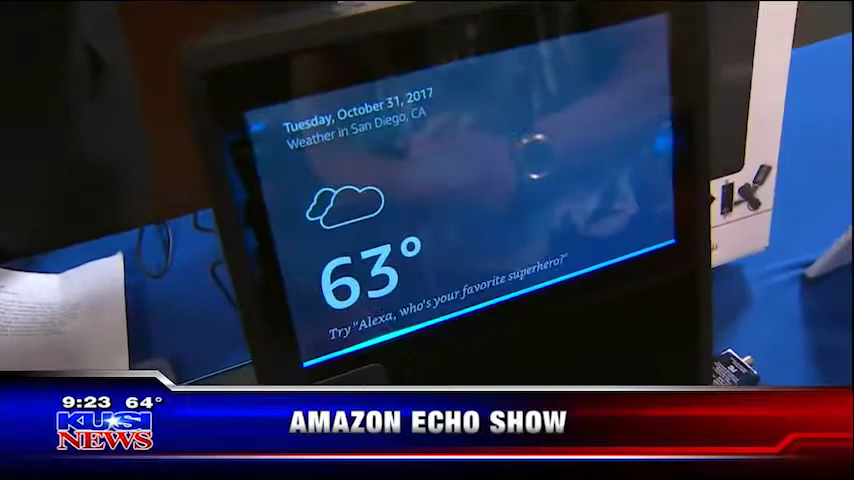 Tuesday, October 31, 2017
Weather in San Diego, CA
63°
Try "Alexa, who's your favorite superhero?"
9:23 64°
KUSI
NEWS
AMAZON ECHO SHOW